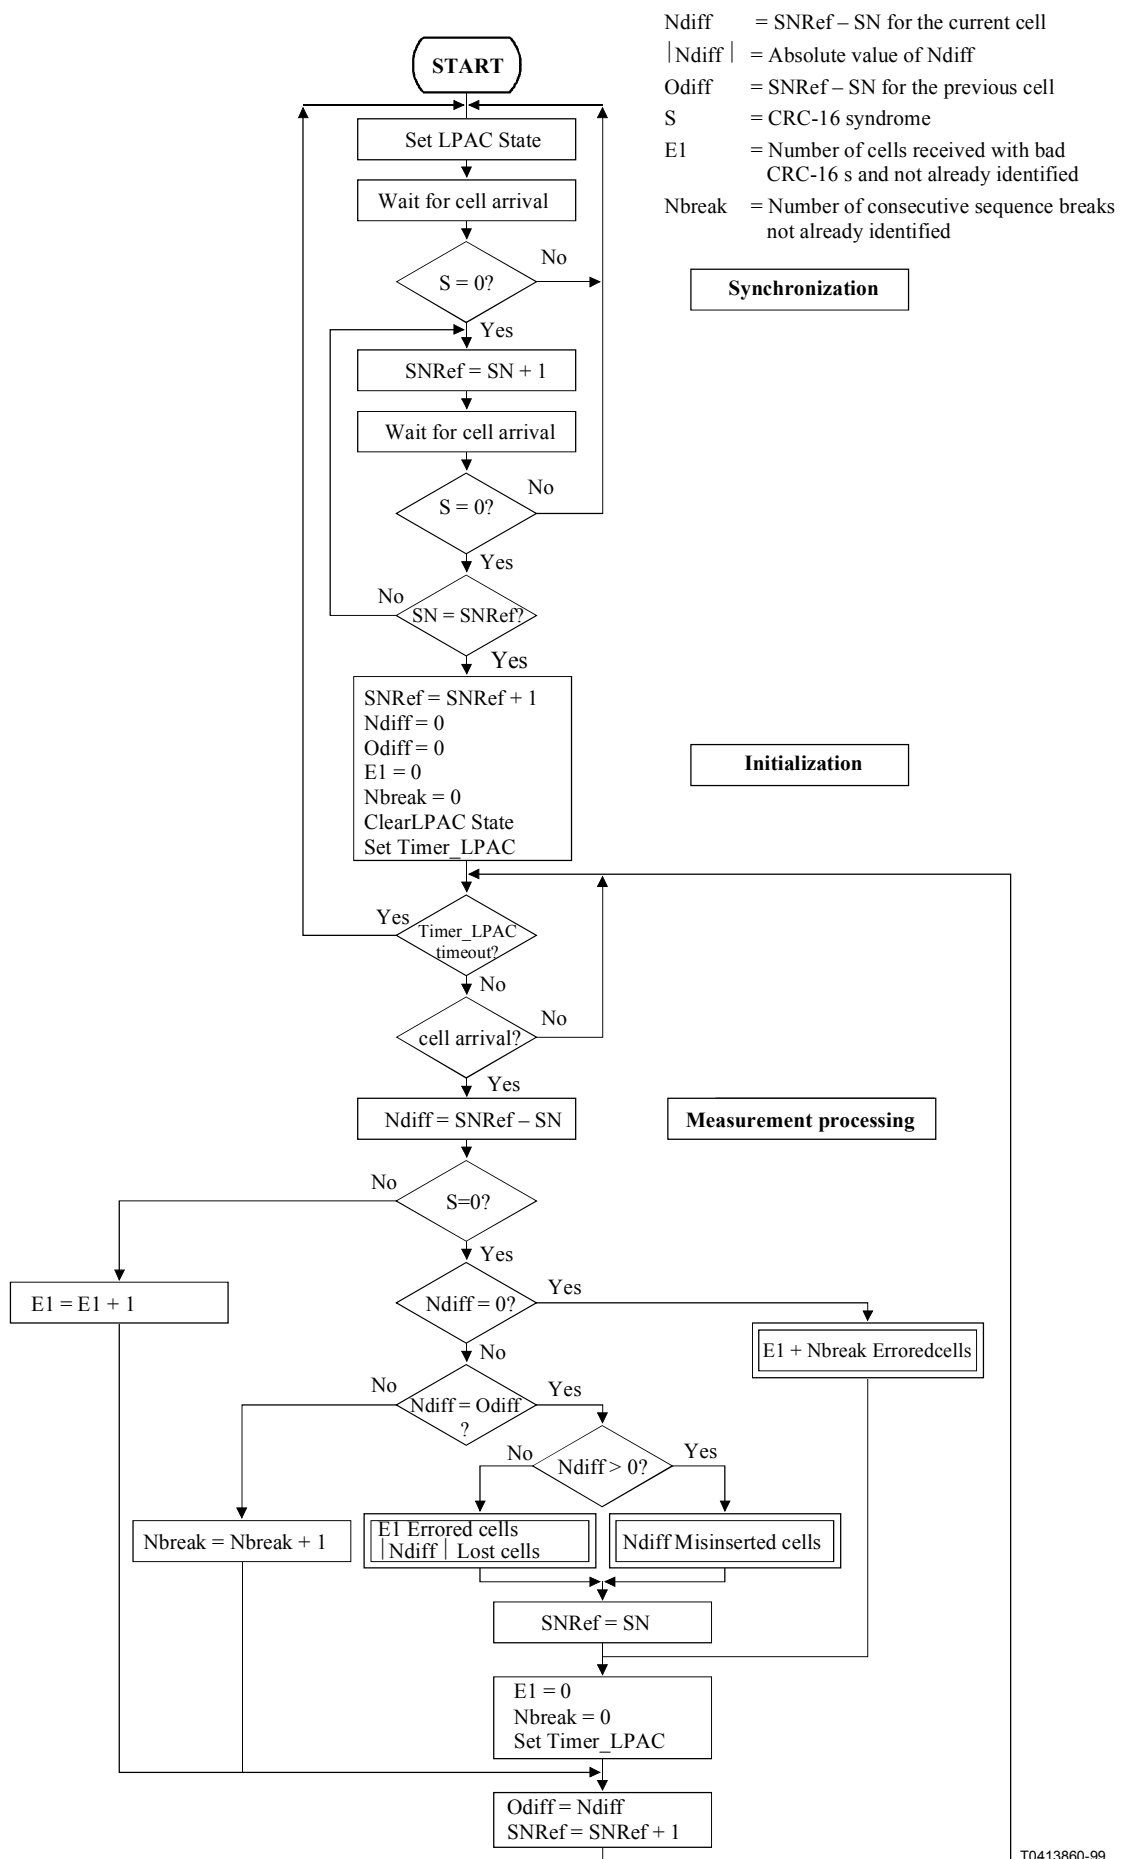 Ndiff = SNRef – SN for the current cell
|Ndiff | = Absolute value of Ndiff
Odiff = SNRef – SN for the previous cell
S = CRC-16 syndrome
E1 = Number of cells received with bad
CRC-16 s and not already identified
Nbreak = Number of consecutive sequence breaks
not already identified
START
Set LPAC State
Wait for cell arrival
No
S = 0?
Synchronization
Yes
SNRef = SN + 1
Wait for cell arrival
No
S = 0?
Yes
No
SN = SNRef?
Yes
SNRef = SNRef + 1
Ndiff = 0
Odiff = 0
E1 = 0
Nbreak = 0
ClearLPAC State
Set Timer_LPAC
Initialization
Yes
Timer_LPAC
timeout?
No
No
cell arrival?
Yes
Ndiff = SNRef – SN
Measurement processing
No
S=0?
Yes
E1 = E1 + 1
Yes
Ndiff = 0?
E1 + Nbreak Erroredcells
No
No
Yes
Ndiff = Odiff
?
No
Yes
Ndiff > 0?
Nbreak = Nbreak + 1
E1 Errored cells
|Ndiff | Lost cells
Ndiff Misinserted cells
SNRef = SN
E1 = 0
Nbreak = 0
Set Timer_LPAC
Odiff = Ndiff
SNRef = SNRef + 1
T0413860-99